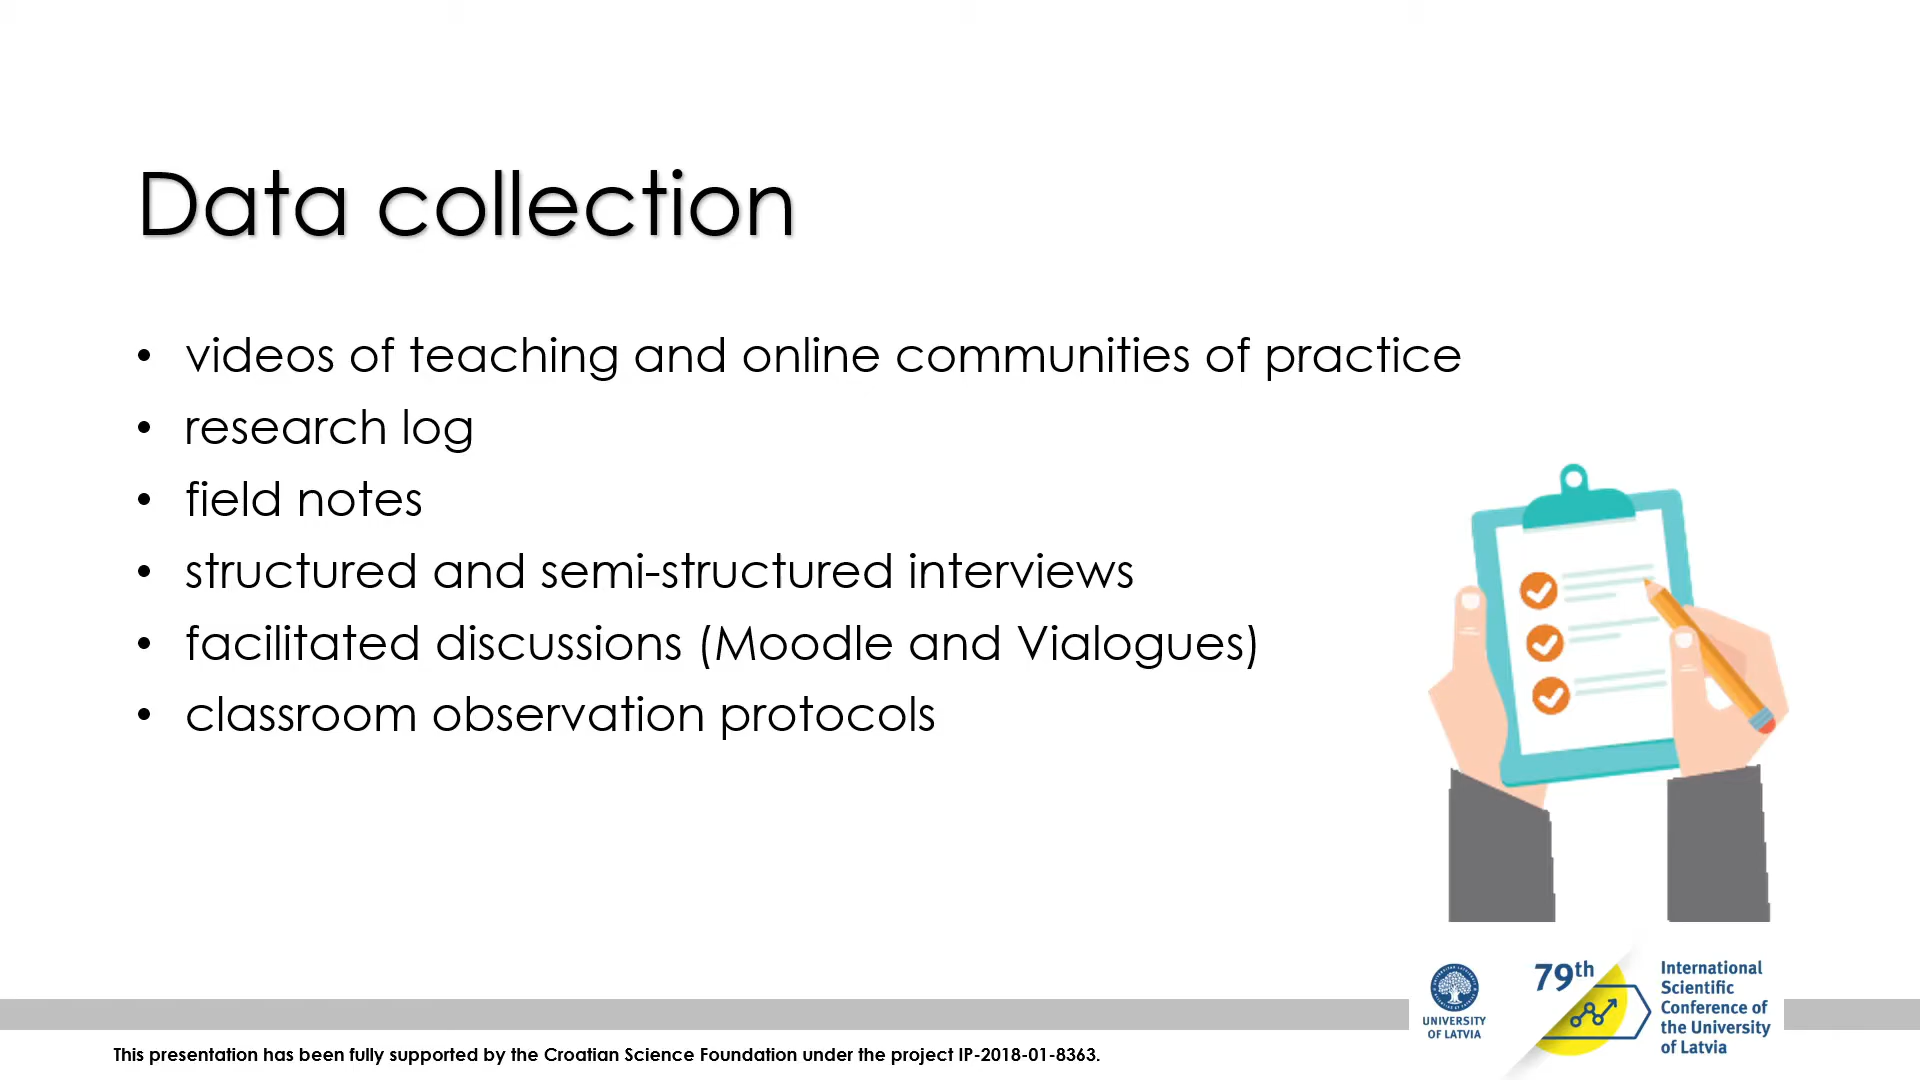 Data collection
• videos of teaching and online communities of practice
• research log
• field notes
• structured and semi-structured interviews
• facilitated discussions (Moodle and Vialogues)
• classroom observation protocols
UNIVERSITY
OF LATVIA
79th
International
Scientific
Conference of
the University
of Latvia
This presentation has been fully supported by the Croatian Science Foundation under the project IP-2018-01-8363.